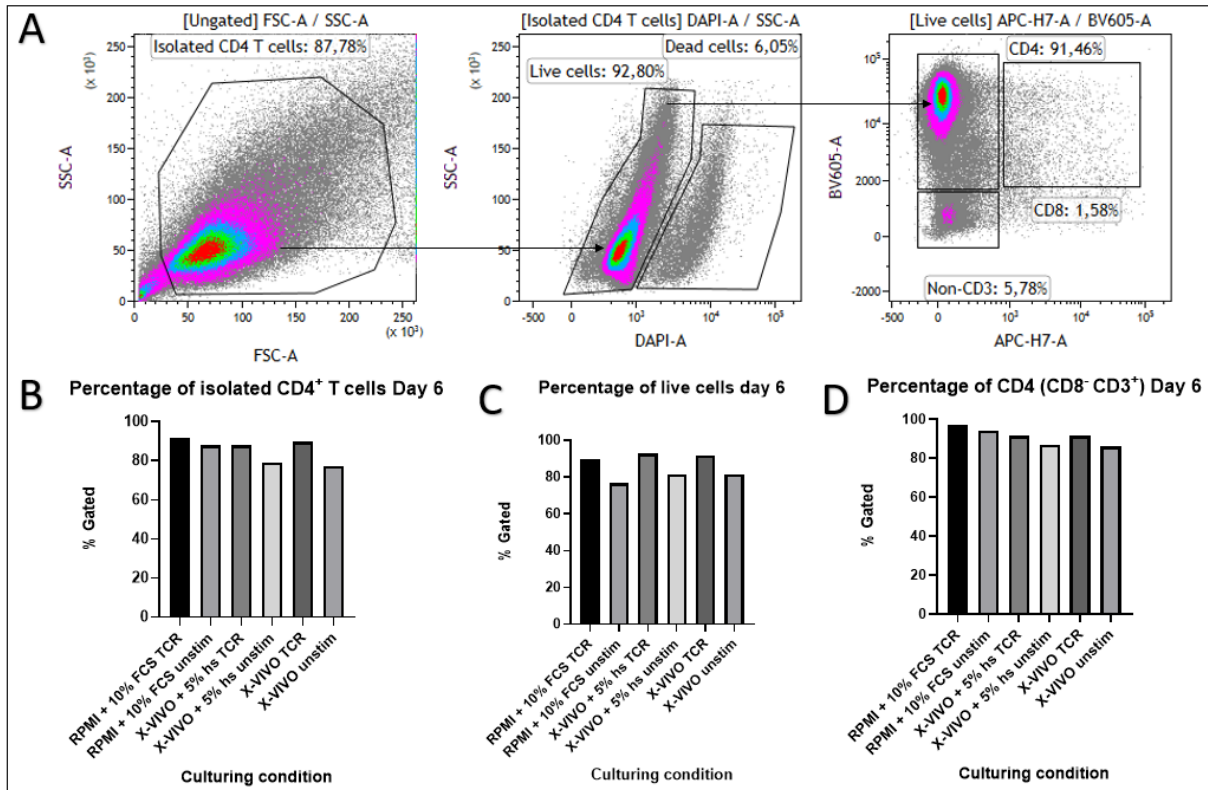 A
[Ungated] FSC-A / SSC-A
Isolated CD4 T cells: 87,78%
(x 10³)
250
200
150
100
50
0
SSC-A
0 50 100 150 200 250
(x 10³)
FSC-A
[Isolated CD4 T cells] DAPI-A / SSC-A
Dead cells: 6,05%
Live cells: 92,80%
(x 10³)
250
200
150
100
50
0
SSC-A
-500 0 10³ 10⁴ 10⁵
DAPI-A
[Live cells] APC-H7-A / BV605-A
CD4: 91,46%
10⁵
10⁴
2000
0
-2000
BV605-A
CD8: 1,58%
Non-CD3: 5,78%
-500 0 10³ 10⁴ 10⁵
APC-H7-A
B
Percentage of isolated CD4⁺ T cells Day 6
100
80
60
40
20
0
% Gated
RPMI + 10% FCS TCR
RPMI + 10% FCS unstim
X-VIVO + 5% hs TCR
X-VIVO + 5% hs unstim
X-VIVO TCR
X-VIVO unstim
Culturing condition
C
Percentage of live cells day 6
100
80
60
40
20
0
% Gated
RPMI + 10% FCS TCR
RPMI + 10% FCS unstim
X-VIVO + 5% hs TCR
X-VIVO + 5% hs unstim
X-VIVO TCR
X-VIVO unstim
Culturing condition
D
Percentage of CD4 (CD8⁻ CD3⁺) Day 6
100
80
60
40
20
0
% Gated
RPMI + 10% FCS TCR
RPMI + 10% FCS unstim
X-VIVO + 5% hs TCR
X-VIVO + 5% hs unstim
X-VIVO TCR
X-VIVO unstim
Culturing condition